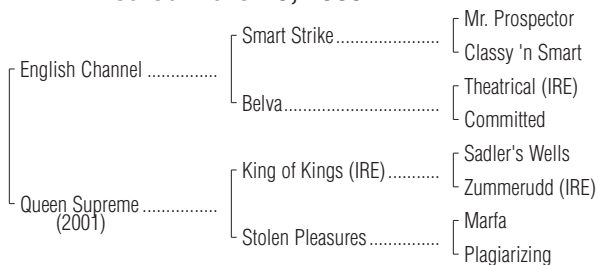 Mr. Prospector
Smart Strike......................
Classy 'n Smart
English Channel ...............
Theatrical (IRE)
Belva..................................
Committed
Sadler's Wells
King of Kings (IRE)...........
Zummerudd (IRE)
Queen Supreme ................
(2001)
Marfa
Stolen Pleasures...............
Plagiarizing